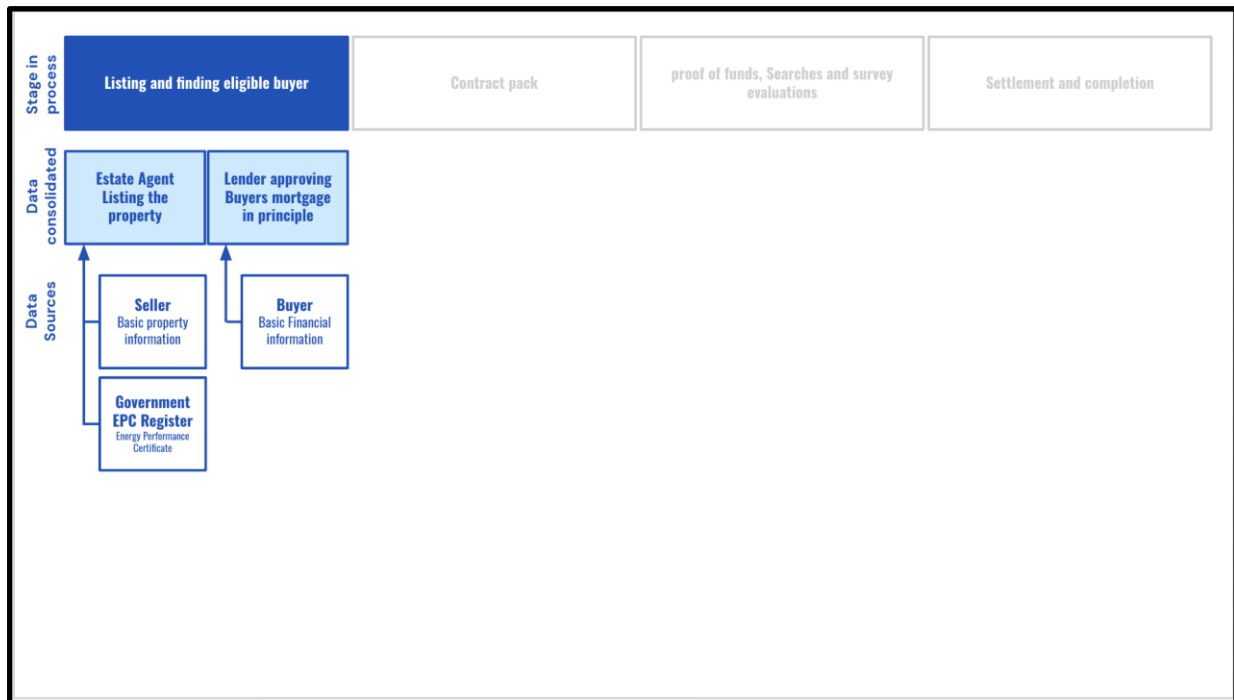 Stage in
process
Listing and finding eligible buyer
Contract pack
proof of funds, Searches and survey
evaluations
Settlement and completion
Data
consolidated
Estate Agent
Listing the
property
Lender approving
Buyers mortgage
in principle
Data
Sources
Seller
Basic property
information
Buyer
Basic Financial
information
Government
EPC Register
Energy Performance
Certificate